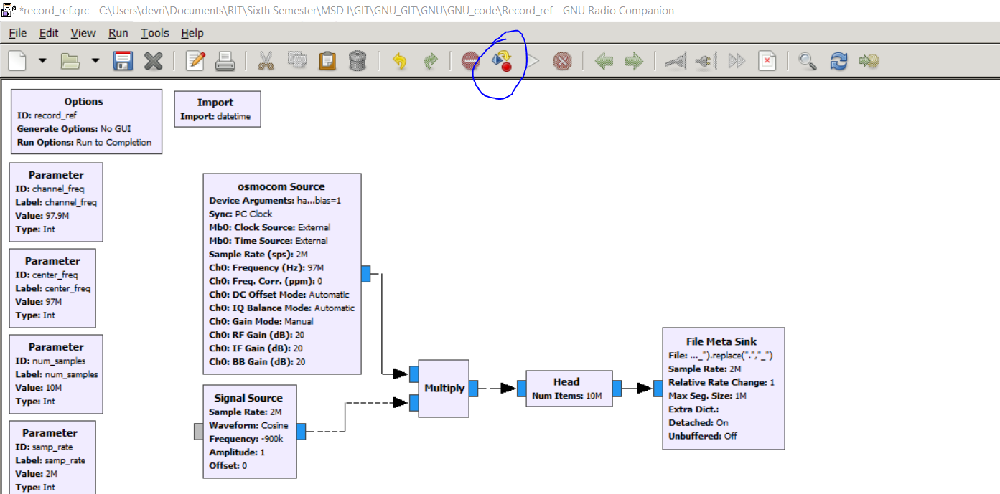 *record_ref.grc - C:\Users\devri\Documents\RIT\Sixth Semester\MSD I\GIT\GNU_GIT\GNU\GNU_code\Record_ref - GNU Radio Companion
File Edit View Run Tools Help
Options
ID: record_ref
Generate Options: No GUI
Run Options: Run to Completion
Import
Import: datetime
Parameter
ID: channel_freq
Label: channel_freq
Value: 97.9M
Type: Int
Parameter
ID: center_freq
Label: center_freq
Value: 97M
Type: Int
Parameter
ID: num_samples
Label: num_samples
Value: 10M
Type: Int
Parameter
ID: samp_rate
Label: samp_rate
Value: 2M
Type: Int
osmocom Source
Device Arguments: ha...bias=1
Sync: PC Clock
Mb0: Clock Source: External
Mb0: Time Source: External
Sample Rate (sps): 2M
Ch0: Frequency (Hz): 97M
Ch0: Freq. Corr. (ppm): 0
Ch0: DC Offset Mode: Automatic
Ch0: IQ Balance Mode: Automatic
Ch0: Gain Mode: Manual
Ch0: RF Gain (dB): 20
Ch0: IF Gain (dB): 20
Ch0: BB Gain (dB): 20
Signal Source
Sample Rate: 2M
Waveform: Cosine
Frequency: -900k
Amplitude: 1
Offset: 0
Multiply
Head
Num Items: 10M
File Meta Sink
File: ..._").replace(".","_")
Sample Rate: 2M
Relative Rate Change: 1
Max Seg. Size: 1M
Extra Dict.:
Detached: On
Unbuffered: Off